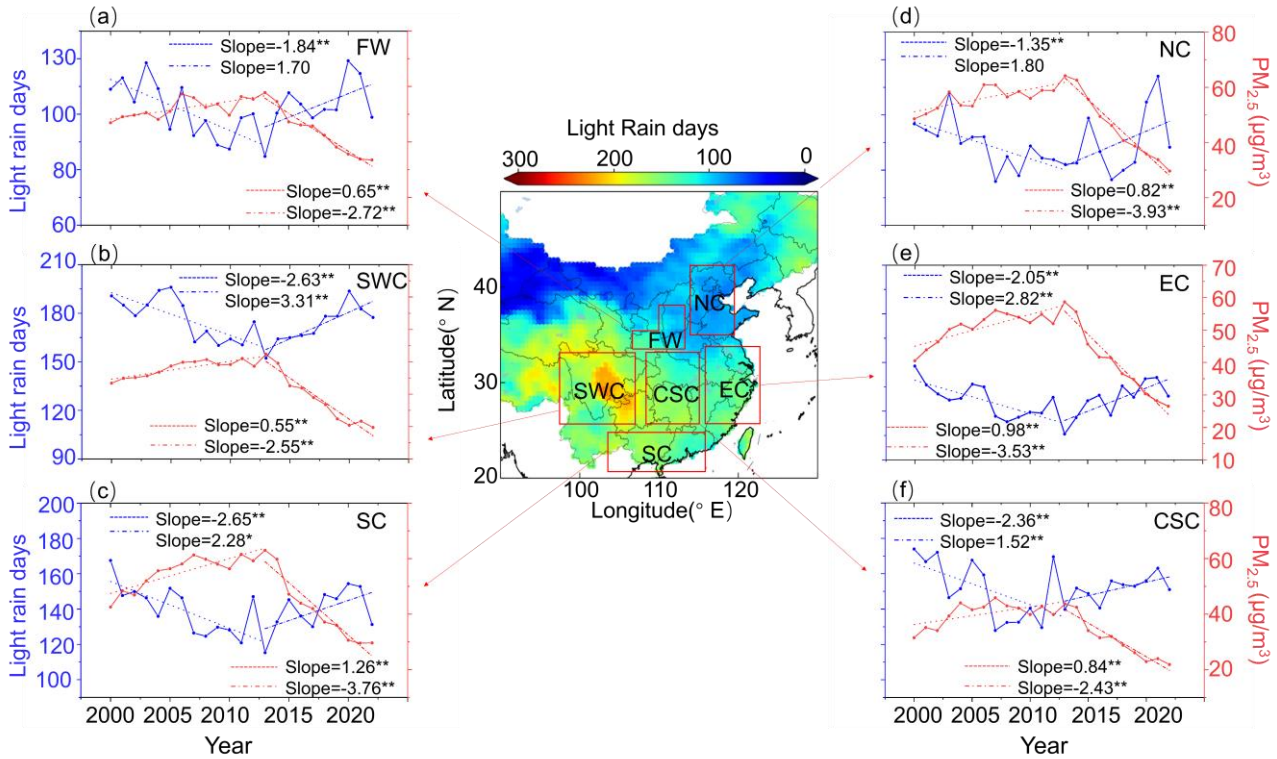 (a)
FW
Slope=-1.84**
Slope=1.70
130
120
100
80
60
Light rain days
Slope=0.65**
Slope=-2.72**
(b)
SWC
Slope=-2.63**
Slope=3.31**
210
180
150
120
90
Light rain days
Slope=0.55**
Slope=-2.55**
(c)
SC
Slope=-2.65**
Slope=2.28*
200
180
160
140
120
100
Light rain days
Slope=1.26**
Slope=-3.76**
2000 2005 2010 2015 2020
Year
Light Rain days
300 200 100 0
Latitude(° N)
40
30
20
NC
FW
SWC
CSC
EC
SC
100 110 120
Longitude(° E)
(d)
NC
Slope=-1.35**
Slope=1.80
80
60
40
20
PM2.5 (μg/m³)
Slope=0.82**
Slope=-3.93**
(e)
EC
Slope=-2.05**
Slope=2.82**
70
60
50
40
30
20
10
PM2.5 (μg/m³)
Slope=0.98**
Slope=-3.53**
(f)
CSC
Slope=-2.36**
Slope=1.52**
80
60
40
20
PM2.5 (μg/m³)
Slope=0.84**
Slope=-2.43**
2000 2005 2010 2015 2020
Year